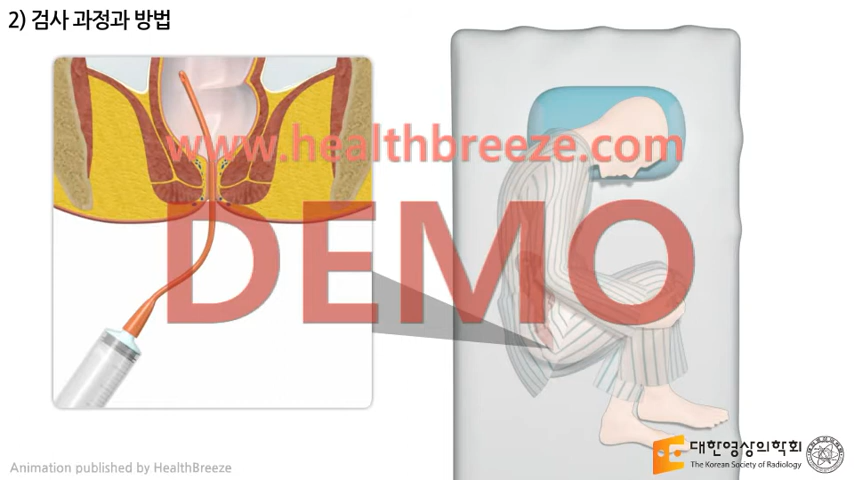 2) 검사 과정과 방법
www.healthbreeze.com
DEMO
대한영상의학회
The Korean Society of Radiology
Animation published by HealthBreeze